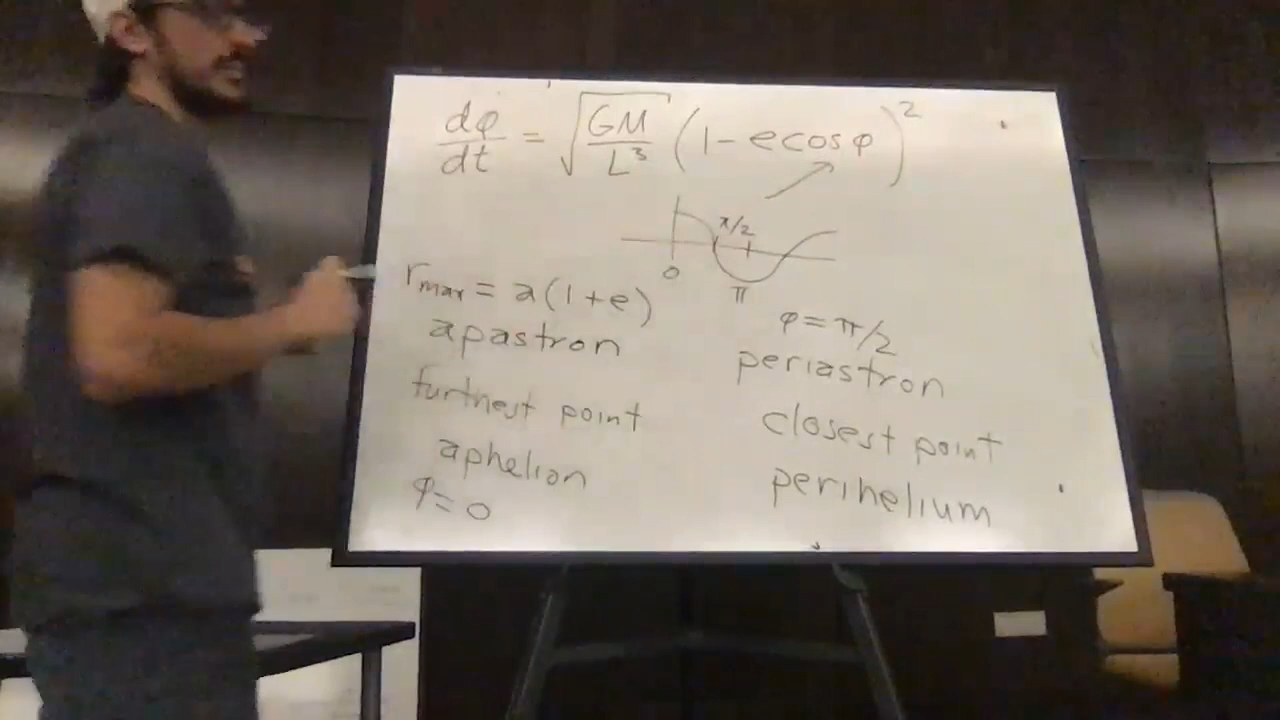 dφ/dt = √(GM/L³) (1 - e cos φ)²
π/2
0
π
r_max = a(1+e)
apastron
furthest point
aphelion
φ = 0
φ = π/2
periastron
closest point
perihelium